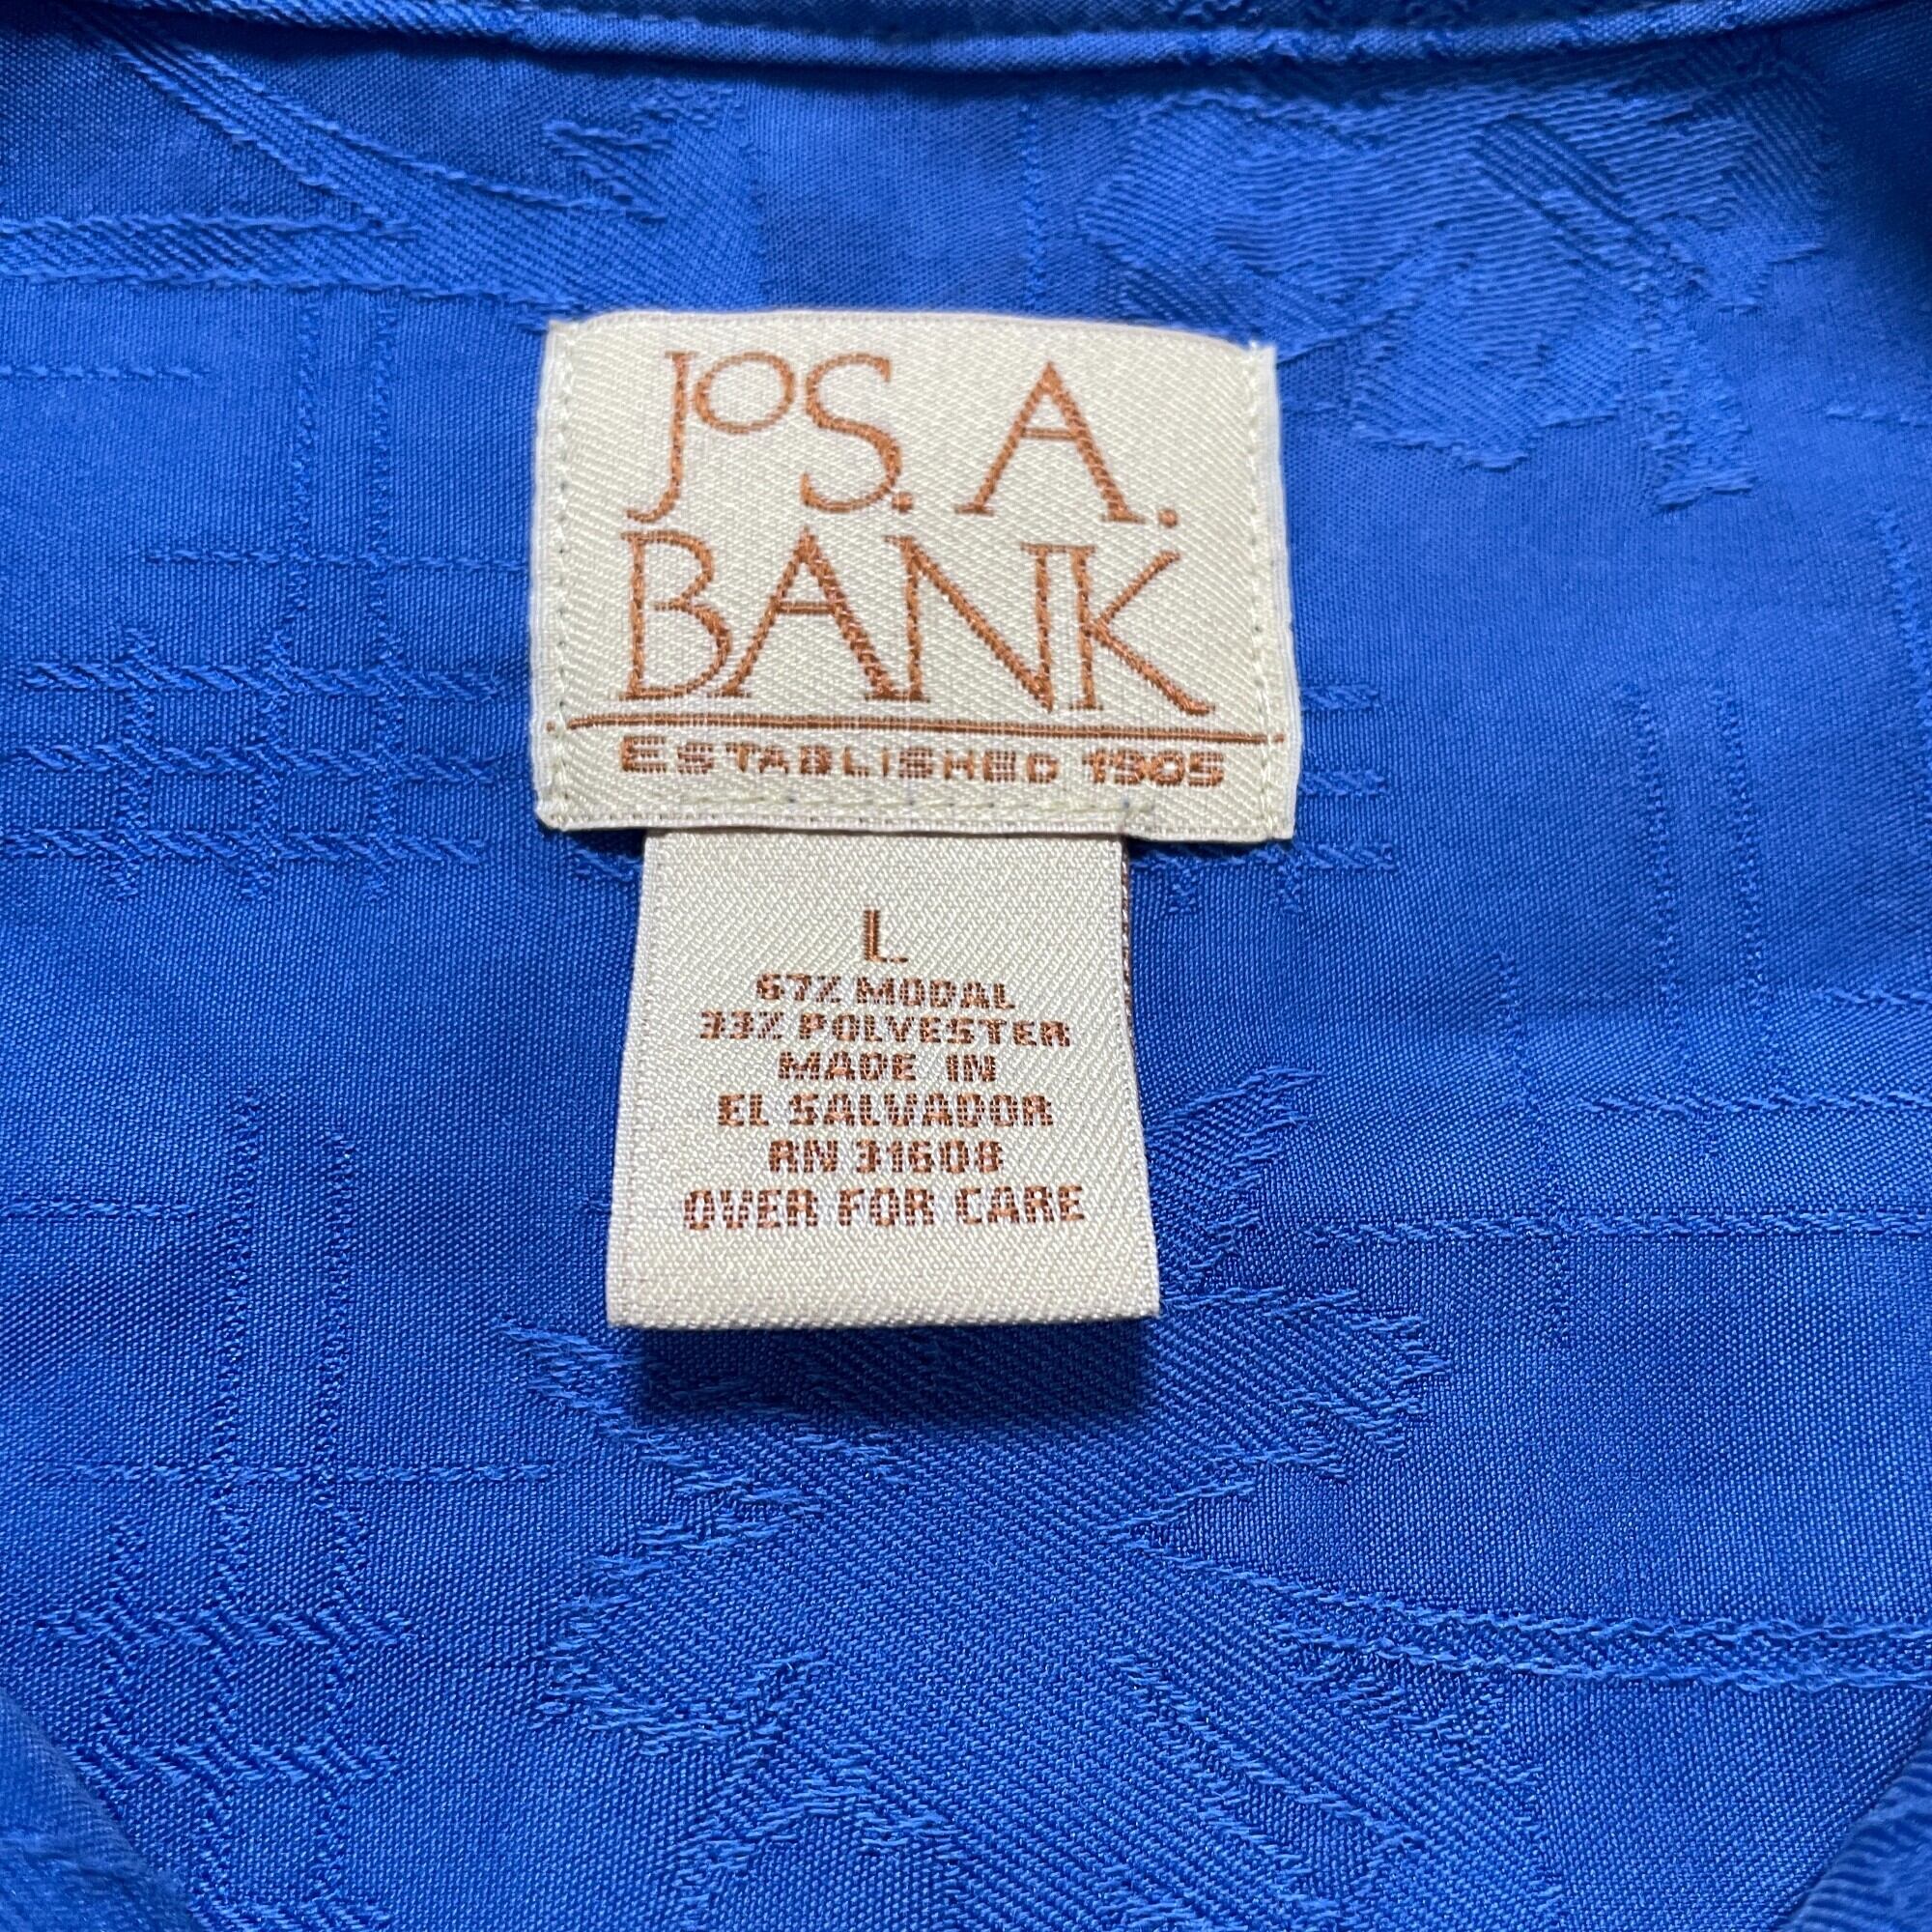 JOS. A.
BANK
ESTABLISHED 1905
L
67% MODAL
33% POLYESTER
MADE IN
EL SALVADOR
RN 31608
OVER FOR CARE